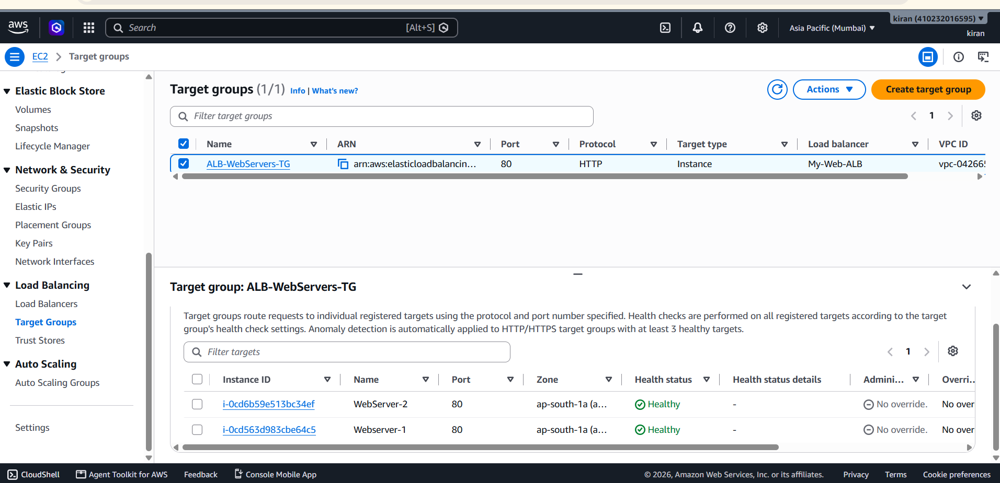 aws
Search [Alt+S]
Asia Pacific (Mumbai) ▼
kiran (410232016595) ▼
kiran
EC2 > Target groups
Elastic Block Store
Volumes
Snapshots
Lifecycle Manager
Network & Security
Security Groups
Elastic IPs
Placement Groups
Key Pairs
Network Interfaces
Load Balancing
Load Balancers
Target Groups
Trust Stores
Auto Scaling
Auto Scaling Groups
Settings
Target groups (1/1) Info | What's new?
Actions ▼ Create target group
Filter target groups
1
Name ARN Port Protocol Target type Load balancer VPC ID
ALB-WebServers-TG arn:aws:elasticloadbalancin... 80 HTTP Instance My-Web-ALB vpc-04266
Target group: ALB-WebServers-TG
Target groups route requests to individual registered targets using the protocol and port number specified. Health checks are performed on all registered targets according to the target
group's health check settings. Anomaly detection is automatically applied to HTTP/HTTPS target groups with at least 3 healthy targets.
Filter targets
1
Instance ID Name Port Zone Health status Health status details Admini... Overri...
i-0cd6b59e513bc34ef WebServer-2 80 ap-south-1a (a... Healthy - No override. No over
i-0cd563d983cbe64c5 Webserver-1 80 ap-south-1a (a... Healthy - No override. No over
CloudShell Agent Toolkit for AWS Feedback Console Mobile App
© 2026, Amazon Web Services, Inc. or its affiliates. Privacy Terms Cookie preferences